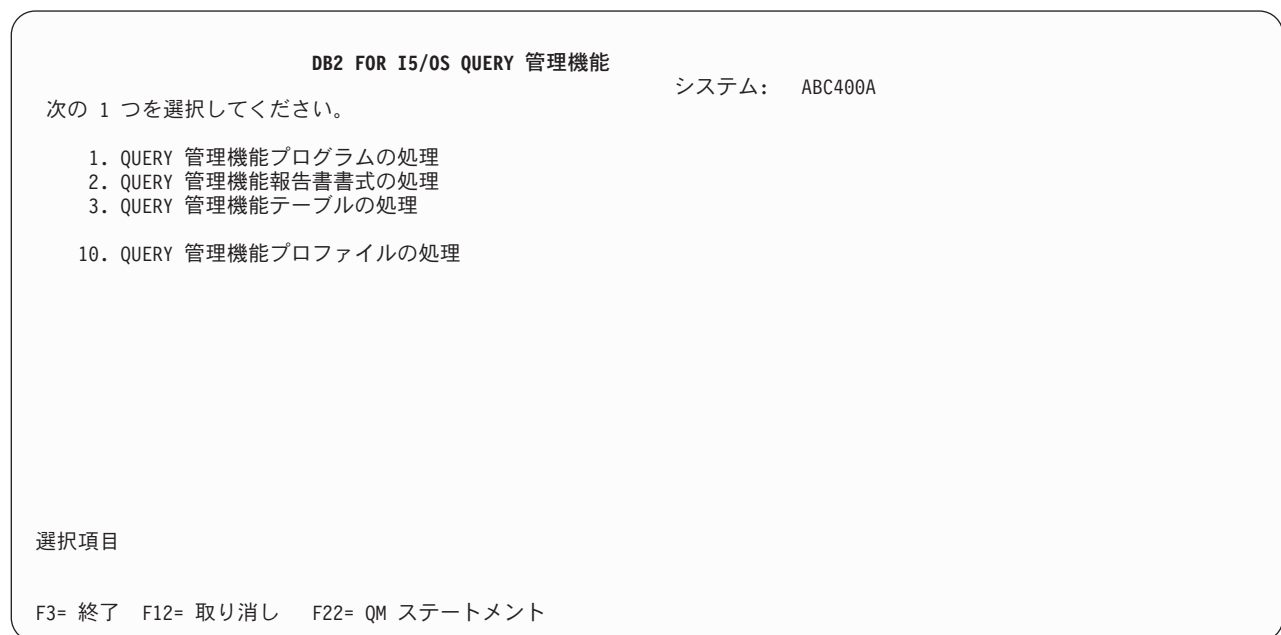 DB2 FOR I5/OS QUERY 管理機能
システム: ABC400A
次の 1 つを選択してください。
1. QUERY 管理機能プログラムの処理
2. QUERY 管理機能報告書書式の処理
3. QUERY 管理機能テーブルの処理
10. QUERY 管理機能プロファイルの処理
選択項目
F3= 終了 F12= 取り消し F22= QM ステートメント